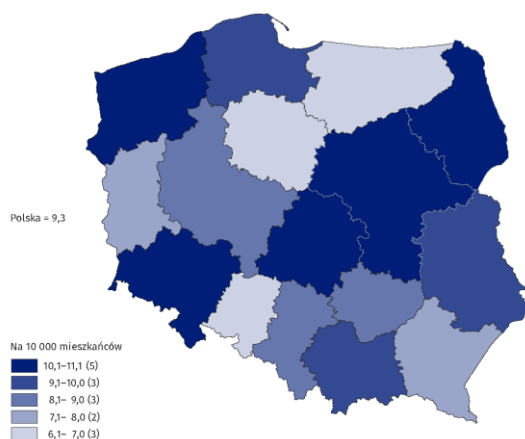 Polska = 9,3
Na 10 000 mieszkańców
10,1–11,1 (5)
9,1–10,0 (3)
8,1– 9,0 (3)
7,1– 8,0 (2)
6,1– 7,0 (3)